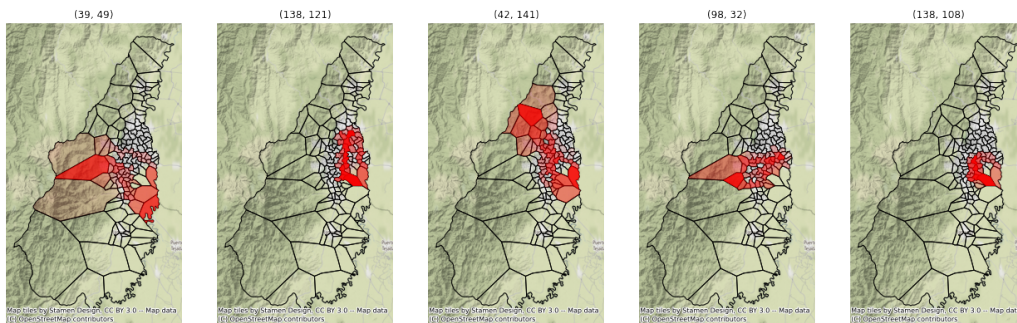 (39, 49)
(138, 121)
(42, 141)
(98, 32)
(138, 108)
Map tiles by Stamen Design, CC BY 3.0 -- Map data
(C) OpenStreetMap contributors
Map tiles by Stamen Design, CC BY 3.0 -- Map data
(C) OpenStreetMap contributors
Map tiles by Stamen Design, CC BY 3.0 -- Map data
(C) OpenStreetMap contributors
Map tiles by Stamen Design, CC BY 3.0 -- Map data
(C) OpenStreetMap contributors
Map tiles by Stamen Design, CC BY 3.0 -- Map data
(C) OpenStreetMap contributors